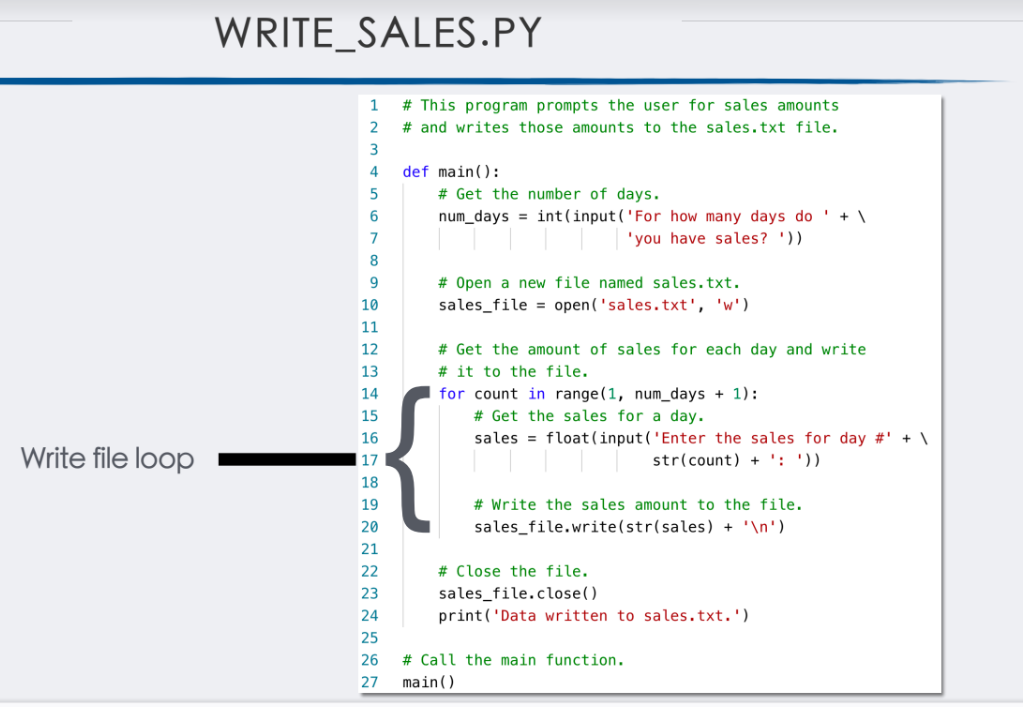 WRITE_SALES.PY
Write file loop
1 # This program prompts the user for sales amounts
2 # and writes those amounts to the sales.txt file.
3
4 def main():
5     # Get the number of days.
6     num_days = int(input('For how many days do ' + \
7                          'you have sales? '))
8
9     # Open a new file named sales.txt.
10     sales_file = open('sales.txt', 'w')
11
12     # Get the amount of sales for each day and write
13     # it to the file.
14     for count in range(1, num_days + 1):
15         # Get the sales for a day.
16         sales = float(input('Enter the sales for day #' + \
17                             str(count) + ': '))
18
19         # Write the sales amount to the file.
20         sales_file.write(str(sales) + '\n')
21
22     # Close the file.
23     sales_file.close()
24     print('Data written to sales.txt.')
25
26 # Call the main function.
27 main()